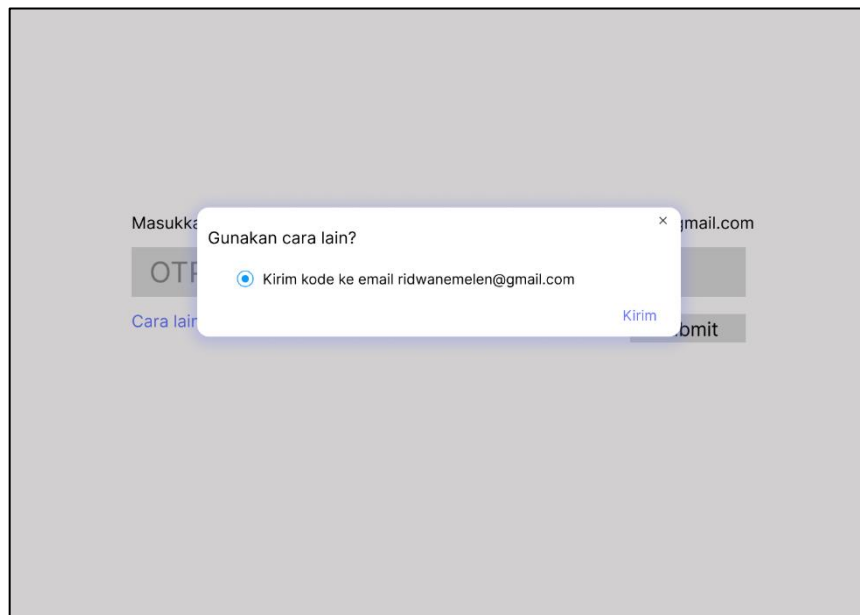 Masukka
gmail.com
Gunakan cara lain?
OTP
Kirim kode ke email ridwanemelen@gmail.com
Cara lain
Kirim
bmit